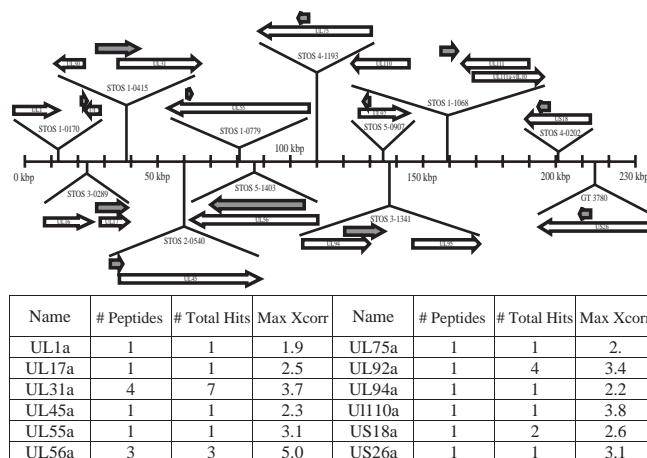 UL75
STOS 4-1193
UL30 UL31 UL110 UL111
UL111a-UL10
STOS 1-0415 STOS 1-1068
UL1 UL55 UL92 US18
STOS 1-0170 STOS 1-0779 STOS 5-0907 STOS 4-0202
100 kbp
0 kbp 50 kbp 150 kbp 200 kbp 230 kbp
STOS 3-0289 STOS 5-1403 GT 3780
STOS 3-1341
UL16 UL17 UL56 US26
STOS 2-0540 UL94 UL95
UL45
Name # Peptides # Total Hits Max Xcorr Name # Peptides # Total Hits Max Xcorr
UL1a 1 1 1.9 UL75a 1 1 2.
UL17a 1 1 2.5 UL92a 1 4 3.4
UL31a 4 7 3.7 UL94a 1 1 2.2
UL45a 1 1 2.3 Ul110a 1 1 3.8
UL55a 1 1 3.1 US18a 1 2 2.6
UL56a 3 3 5.0 US26a 1 1 3.1